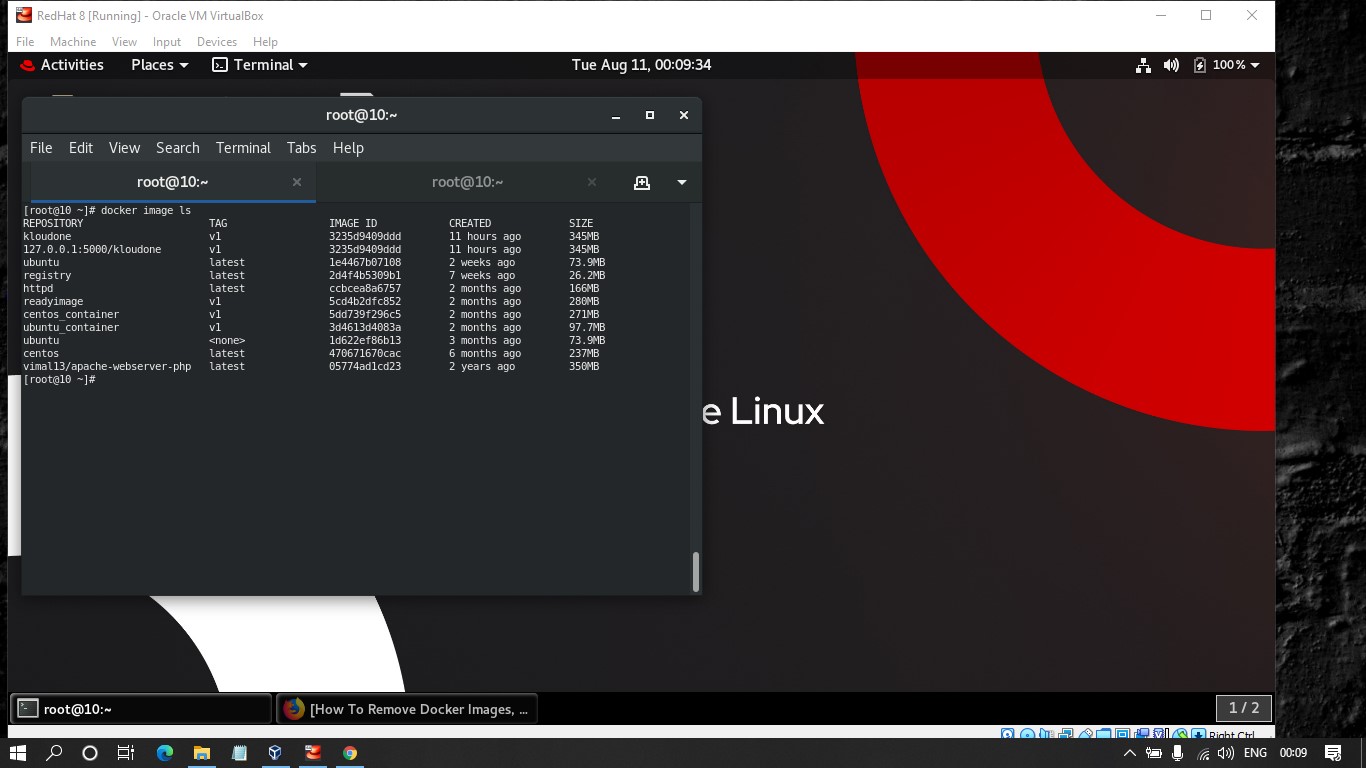 RedHat 8 [Running] - Oracle VM VirtualBox
File Machine View Input Devices Help
Activities Places Terminal Tue Aug 11, 00:09:34 100%
root@10:~
File Edit View Search Terminal Tabs Help
root@10:~ root@10:~
[root@10 ~]# docker image ls
REPOSITORY TAG IMAGE ID CREATED SIZE
kloudone v1 3235d9409ddd 11 hours ago 345MB
127.0.0.1:5000/kloudone v1 3235d9409ddd 11 hours ago 345MB
ubuntu latest 1e4467b07108 2 weeks ago 73.9MB
registry latest 2d4f4b5309b1 7 weeks ago 26.2MB
httpd latest ccbcea8a6757 2 months ago 166MB
readyimage v1 5cd4b2dfc852 2 months ago 280MB
centos_container v1 5dd739f296c5 2 months ago 271MB
ubuntu_container v1 3d4613d4083a 2 months ago 97.7MB
ubuntu <none> 1d622ef86b13 3 months ago 73.9MB
centos latest 470671670cac 6 months ago 237MB
vimal13/apache-webserver-php latest 05774ad1cd23 2 years ago 350MB
[root@10 ~]#
e Linux
root@10:~ [How To Remove Docker Images, ... 1 / 2
Right Ctrl
ENG 00:09